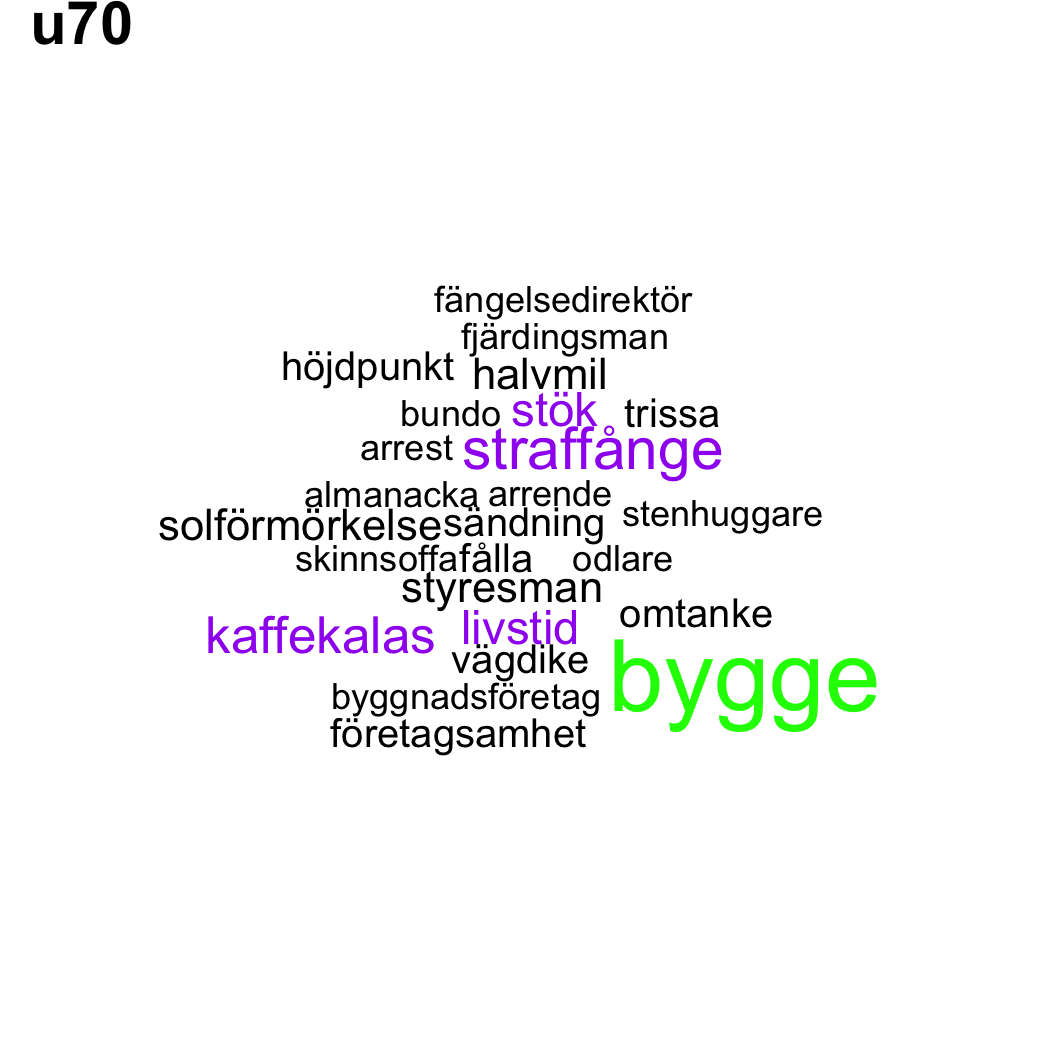 u70
fängelsedirektör
fjärdingsman
höjdpunkt halvmil
bundo stök trissa
arrest straffånge
almanacka arrende
solförmörkelse sändning stenhuggare
skinnsoffa fålla odlare
styresman
kaffekalas livstid omtanke
vägdike
byggnadsföretag bygge
företagsamhet